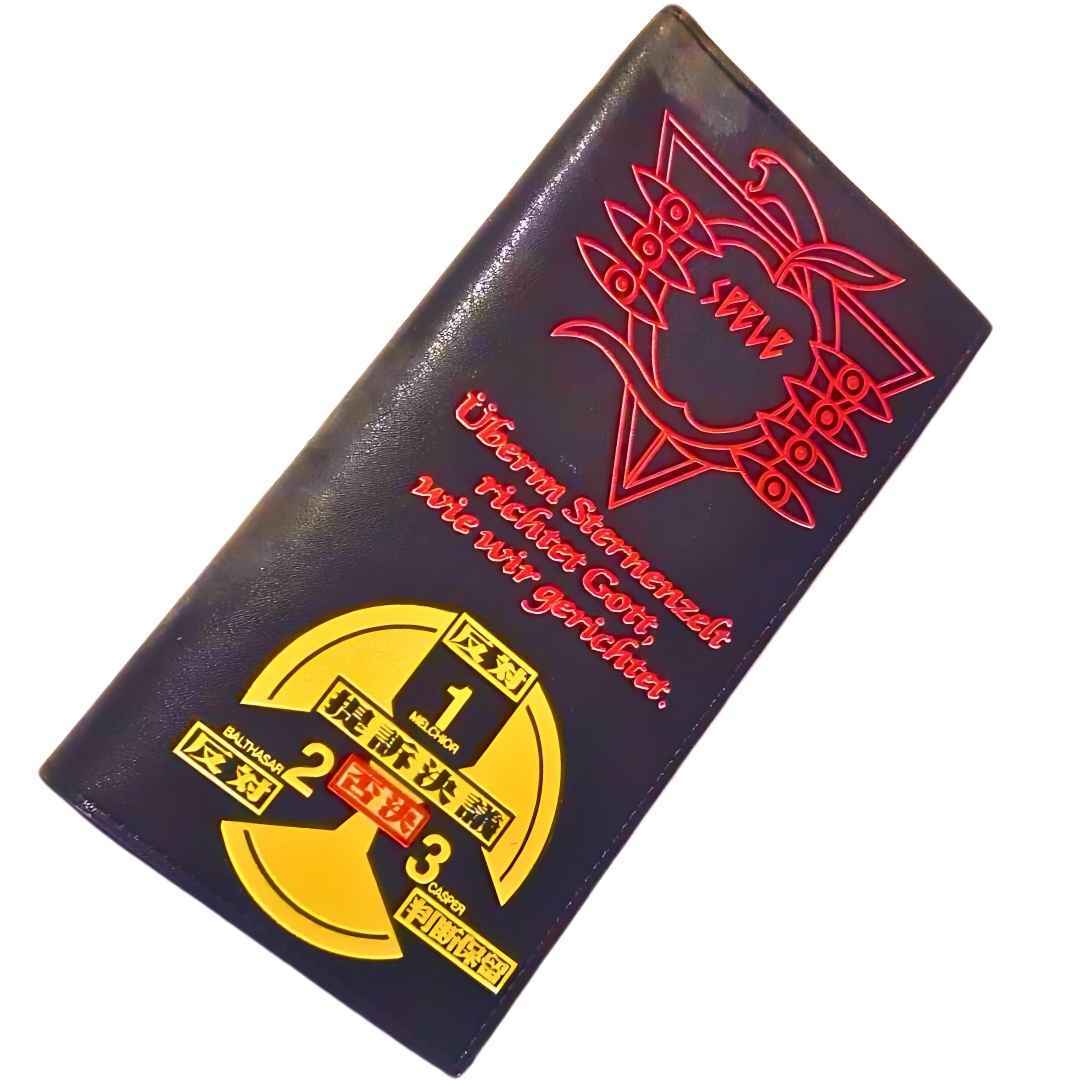 SEELE
Überm Sternenzelt
richtet Gott,
wie wir gerichtet.
反対
1
MELCHIOR
提訴決議
BALTHASAR
2
反対
否決
3
CASPER
判断保留